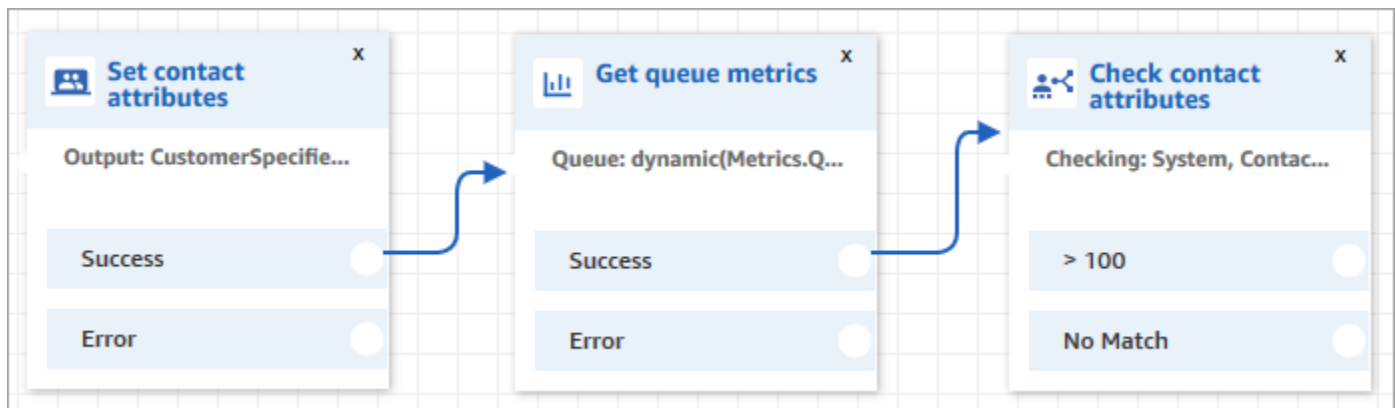 Set contact
attributes
x
Output: CustomerSpecifie...
Success
Error
Get queue metrics
x
Queue: dynamic(Metrics.Q...
Success
Error
Check contact
attributes
x
Checking: System, Contac...
> 100
No Match